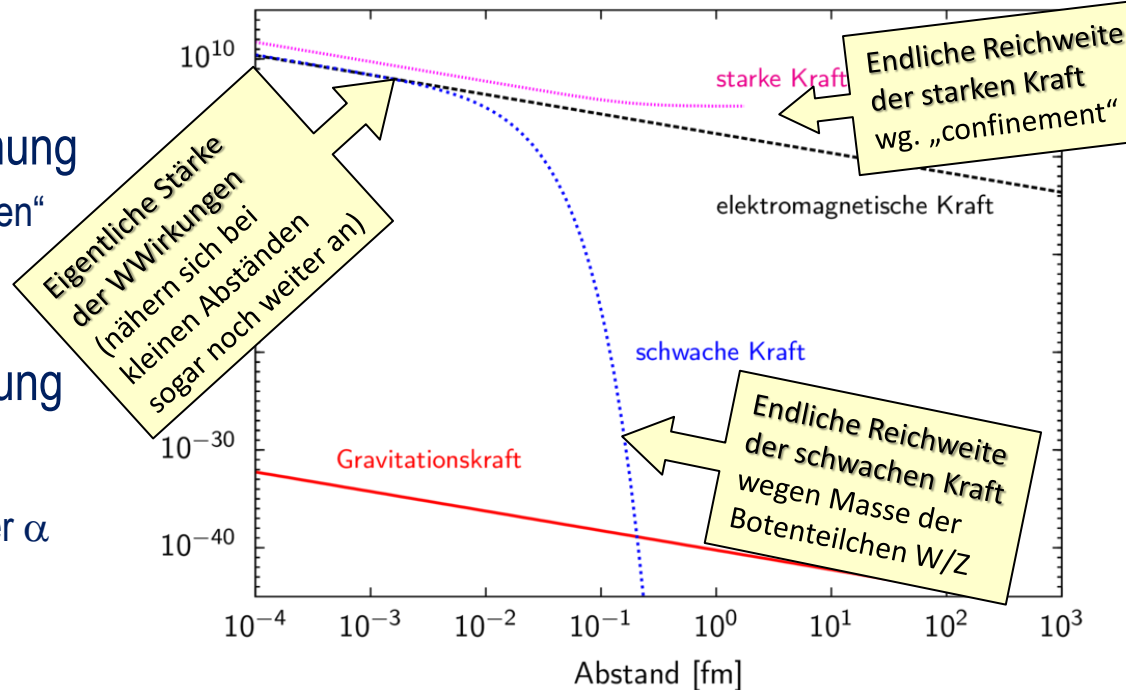 nung
en“
ung
er α
10^10
10^−30
10^−40
Eigentliche Stärke
der WWirkungen
(nähern sich bei
kleinen Abständen
sogar noch weiter an)
starke Kraft
Endliche Reichweite
der starken Kraft
wg. „confinement“
elektromagnetische Kraft
schwache Kraft
Endliche Reichweite
der schwachen Kraft
wegen Masse der
Botenteilchen W/Z
Gravitationskraft
10^−4 10^−3 10^−2 10^−1 10^0 10^1 10^2 10^3
Abstand [fm]